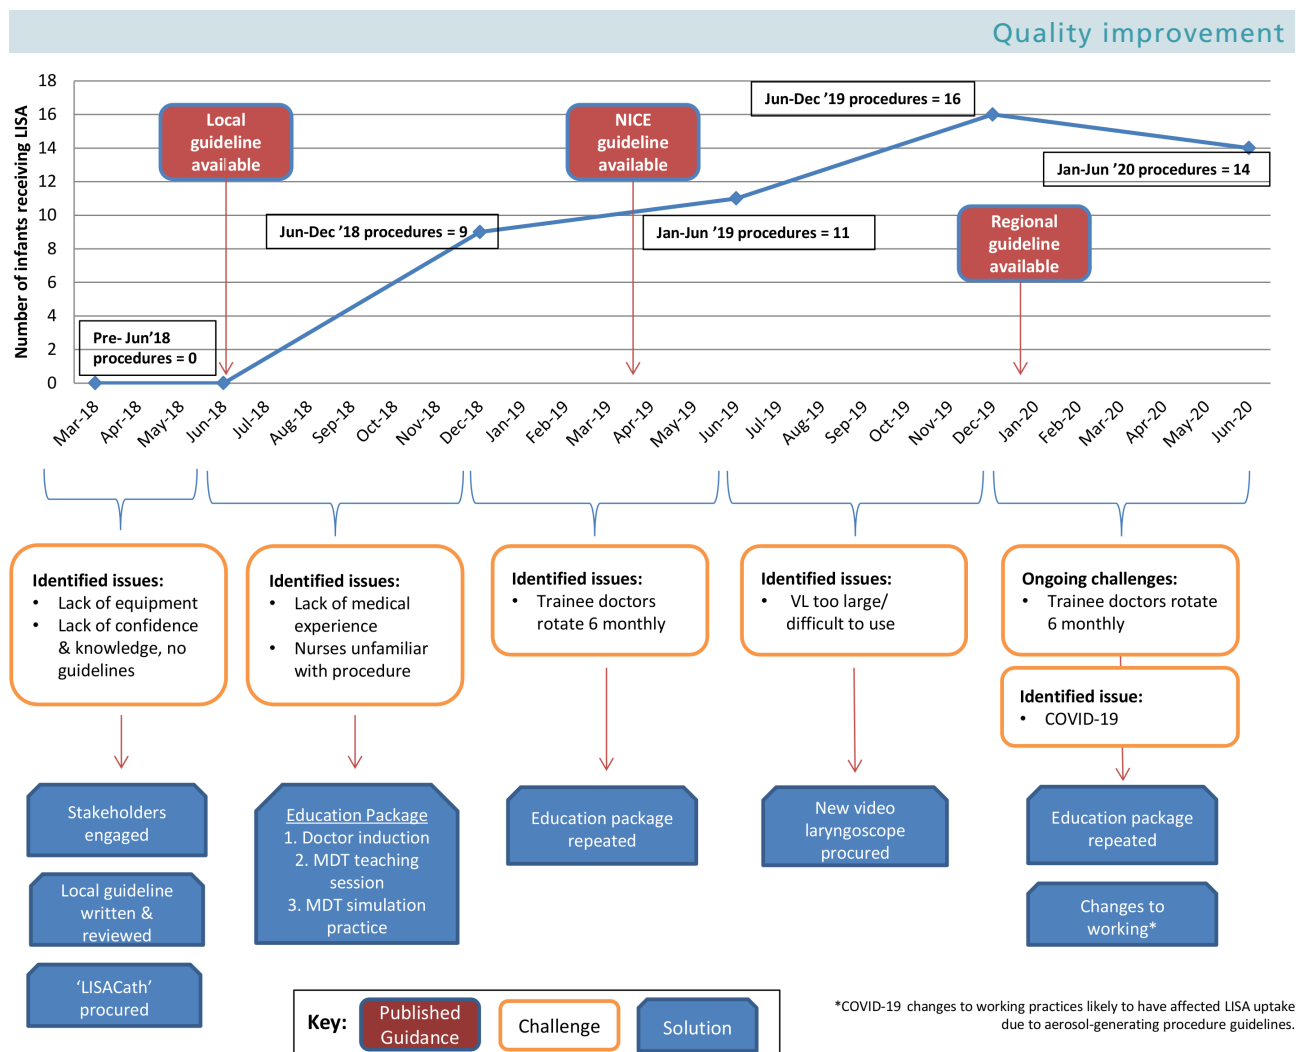 Quality improvement
Number of infants receiving LISA
18
16
14
12
10
8
6
4
2
0
Local
guideline
available
NICE
guideline
available
Regional
guideline
available
Pre- Jun’18
procedures = 0
Jun-Dec ’18 procedures = 9
Jan-Jun ’19 procedures = 11
Jun-Dec ’19 procedures = 16
Jan-Jun ’20 procedures = 14
Mar-18
Apr-18
May-18
Jun-18
Jul-18
Aug-18
Sep-18
Oct-18
Nov-18
Dec-18
Jan-19
Feb-19
Mar-19
Apr-19
May-19
Jun-19
Jul-19
Aug-19
Sep-19
Oct-19
Nov-19
Dec-19
Jan-20
Feb-20
Mar-20
Apr-20
May-20
Jun-20
Identified issues:
• Lack of equipment
• Lack of confidence
& knowledge, no
guidelines
Stakeholders
engaged
Local guideline
written &
reviewed
‘LISACath’
procured
Identified issues:
• Lack of medical
experience
• Nurses unfamiliar
with procedure
Education Package
1. Doctor induction
2. MDT teaching
session
3. MDT simulation
practice
Identified issues:
• Trainee doctors
rotate 6 monthly
Education package
repeated
Identified issues:
• VL too large/
difficult to use
New video
laryngoscope
procured
Ongoing challenges:
• Trainee doctors rotate
6 monthly
Identified issue:
• COVID-19
Education package
repeated
Changes to
working*
Key:
Published
Guidance
Challenge
Solution
*COVID-19 changes to working practices likely to have affected LISA uptake
due to aerosol-generating procedure guidelines.